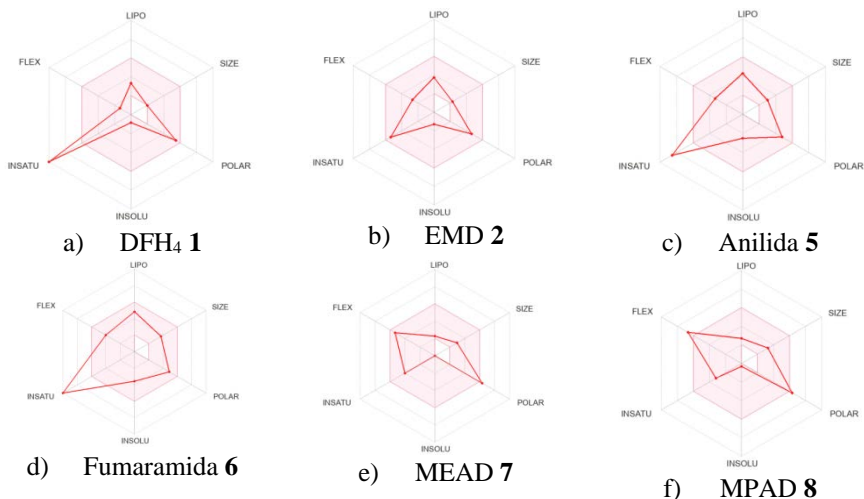 LIPO
FLEX
SIZE
INSATU
POLAR
INSOLU
a) DFH₄ 1
LIPO
FLEX
SIZE
INSATU
POLAR
INSOLU
b) EMD 2
LIPO
FLEX
SIZE
INSATU
POLAR
INSOLU
c) Anilida 5
LIPO
FLEX
SIZE
INSATU
POLAR
INSOLU
d) Fumaramida 6
LIPO
FLEX
SIZE
INSATU
POLAR
INSOLU
e) MEAD 7
LIPO
FLEX
SIZE
INSATU
POLAR
INSOLU
f) MPAD 8